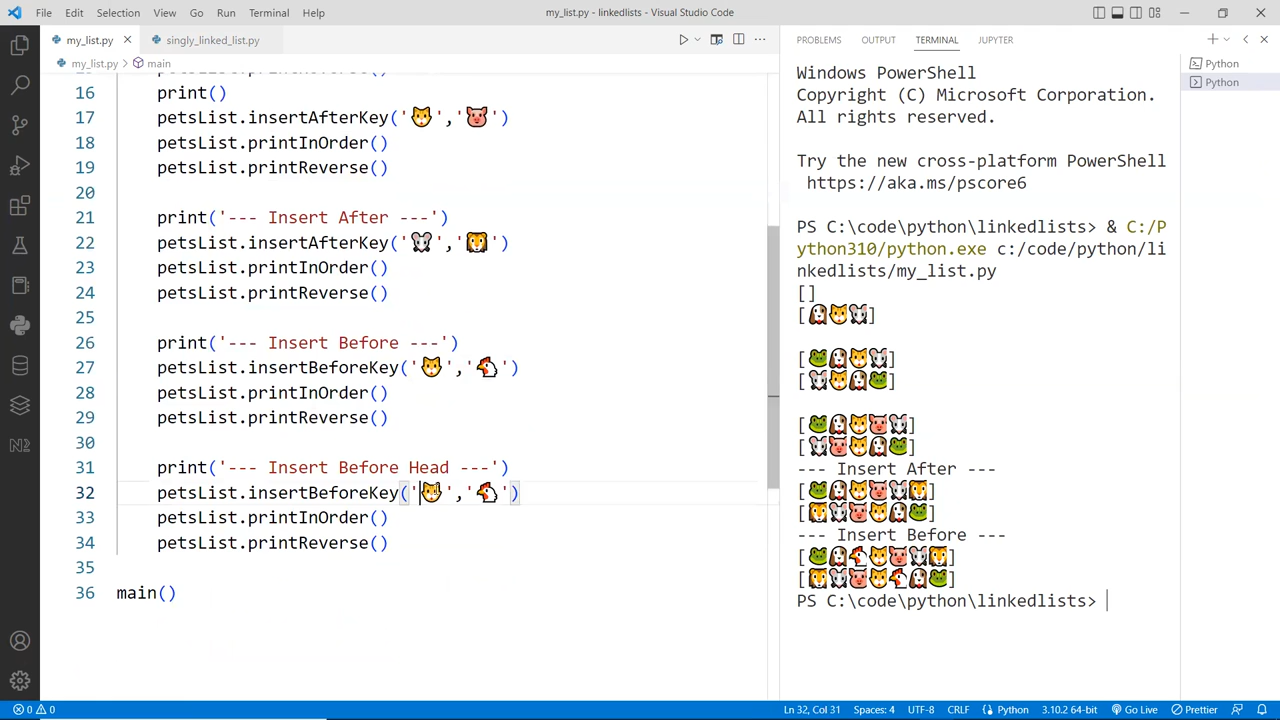 File Edit Selection View Go Run Terminal Help my_list.py - linkedlists - Visual Studio Code
my_list.py singly_linked_list.py
my_list.py > main
16 print()
17 petsList.insertAfterKey('🐱','🐷')
18 petsList.printInOrder()
19 petsList.printReverse()
20
21 print('--- Insert After ---')
22 petsList.insertAfterKey('🐭','🐯')
23 petsList.printInOrder()
24 petsList.printReverse()
25
26 print('--- Insert Before ---')
27 petsList.insertBeforeKey('🐱','🐔')
28 petsList.printInOrder()
29 petsList.printReverse()
30
31 print('--- Insert Before Head ---')
32 petsList.insertBeforeKey('🐱','🐔')
33 petsList.printInOrder()
34 petsList.printReverse()
35
36 main()
PROBLEMS OUTPUT TERMINAL JUPYTER
Python
Python
Windows PowerShell
Copyright (C) Microsoft Corporation.
All rights reserved.
Try the new cross-platform PowerShell
https://aka.ms/pscore6
PS C:\code\python\linkedlists> & C:/P
ython310/python.exe c:/code/python/li
nkedlists/my_list.py
[]
[🐶🐱🐭]
[🐸🐶🐱🐭]
[🐭🐱🐶🐸]
[🐸🐶🐱🐷🐭]
[🐭🐷🐱🐶🐸]
--- Insert After ---
[🐸🐶🐱🐷🐭🐯]
[🐯🐭🐷🐱🐶🐸]
--- Insert Before ---
[🐸🐶🐔🐱🐷🐭🐯]
[🐯🐭🐷🐱🐔🐶🐸]
PS C:\code\python\linkedlists>
0 0 Ln 32, Col 31 Spaces: 4 UTF-8 CRLF Python 3.10.2 64-bit Go Live Prettier